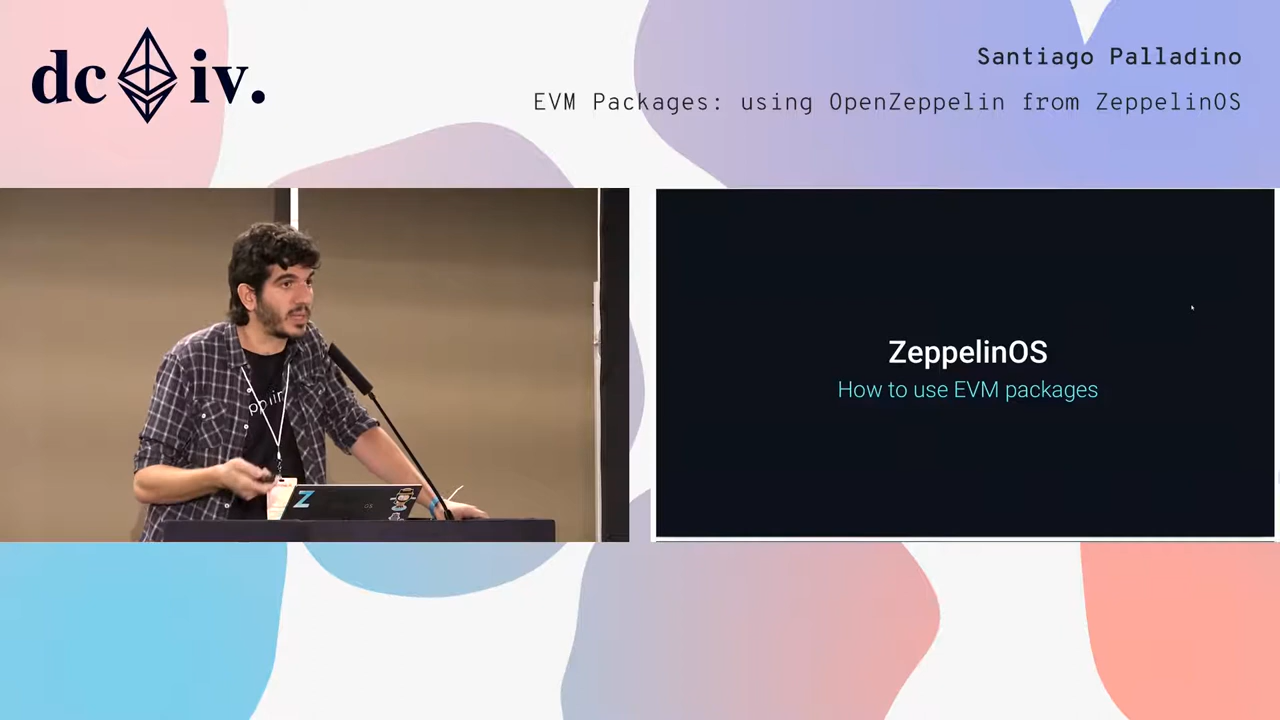 dc iv.
Santiago Palladino
EVM Packages: using OpenZeppelin from ZeppelinOS
ZeppelinOS
How to use EVM packages
Z